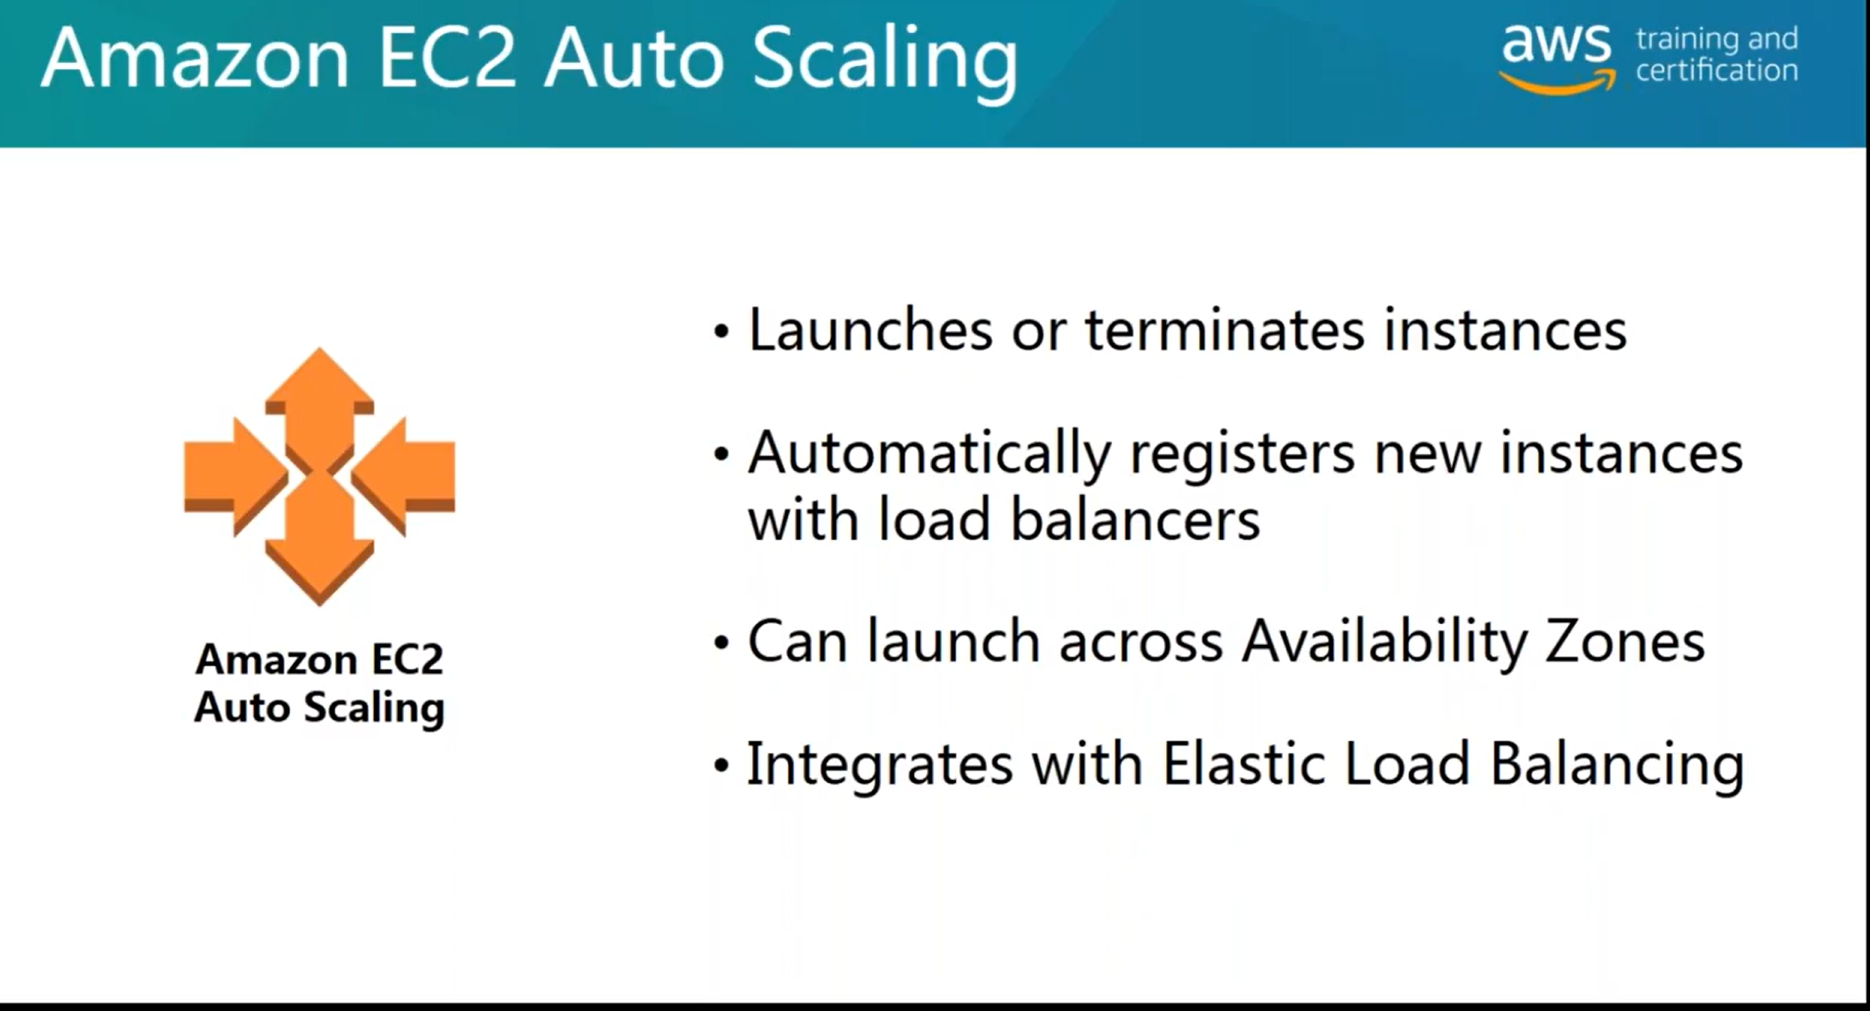 Amazon EC2 Auto Scaling
aws training and
certification
• Launches or terminates instances
• Automatically registers new instances
with load balancers
• Can launch across Availability Zones
• Integrates with Elastic Load Balancing
Amazon EC2
Auto Scaling